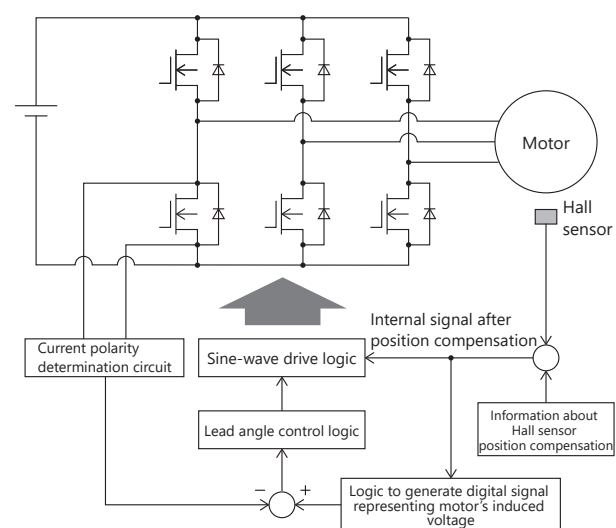 Motor
Hall
sensor
Internal signal after
position compensation
Current polarity
determination circuit
Sine-wave drive logic
Information about
Hall sensor
position compensation
Lead angle control logic
−
+
Logic to generate digital signal
representing motor's induced
voltage